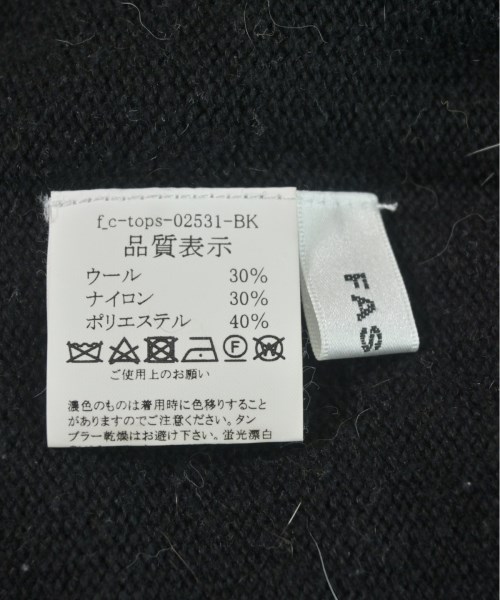 f_c-tops-02531-BK
品質表示
ウール 30%
ナイロン 30%
ポリエステル 40%
F W
ご使用上のお願い
濃色のものは着用時に色移りすること
がありますのでご注意ください。タン
ブラー乾燥はお避け下さい。蛍光漂白
FAS